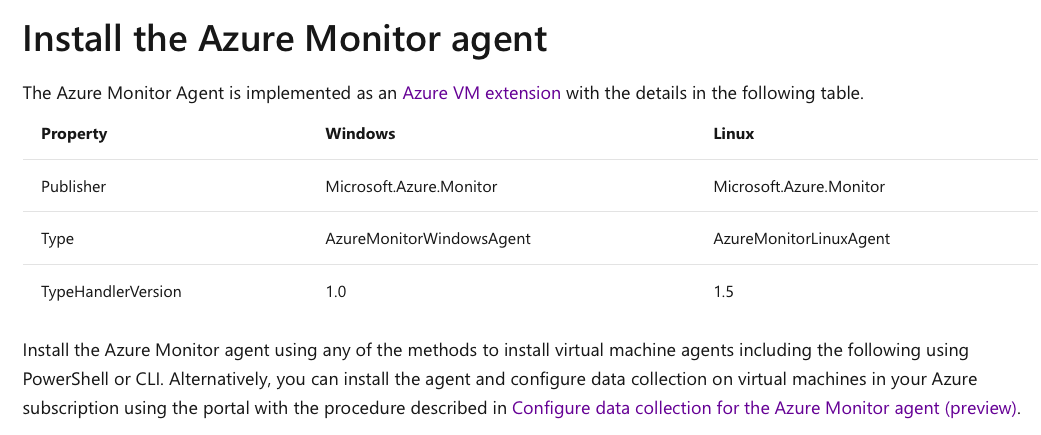 Install the Azure Monitor agent
The Azure Monitor Agent is implemented as an Azure VM extension with the details in the following table.
Property Windows Linux
Publisher Microsoft.Azure.Monitor Microsoft.Azure.Monitor
Type AzureMonitorWindowsAgent AzureMonitorLinuxAgent
TypeHandlerVersion 1.0 1.5
Install the Azure Monitor agent using any of the methods to install virtual machine agents including the following using
PowerShell or CLI. Alternatively, you can install the agent and configure data collection on virtual machines in your Azure
subscription using the portal with the procedure described in Configure data collection for the Azure Monitor agent (preview).